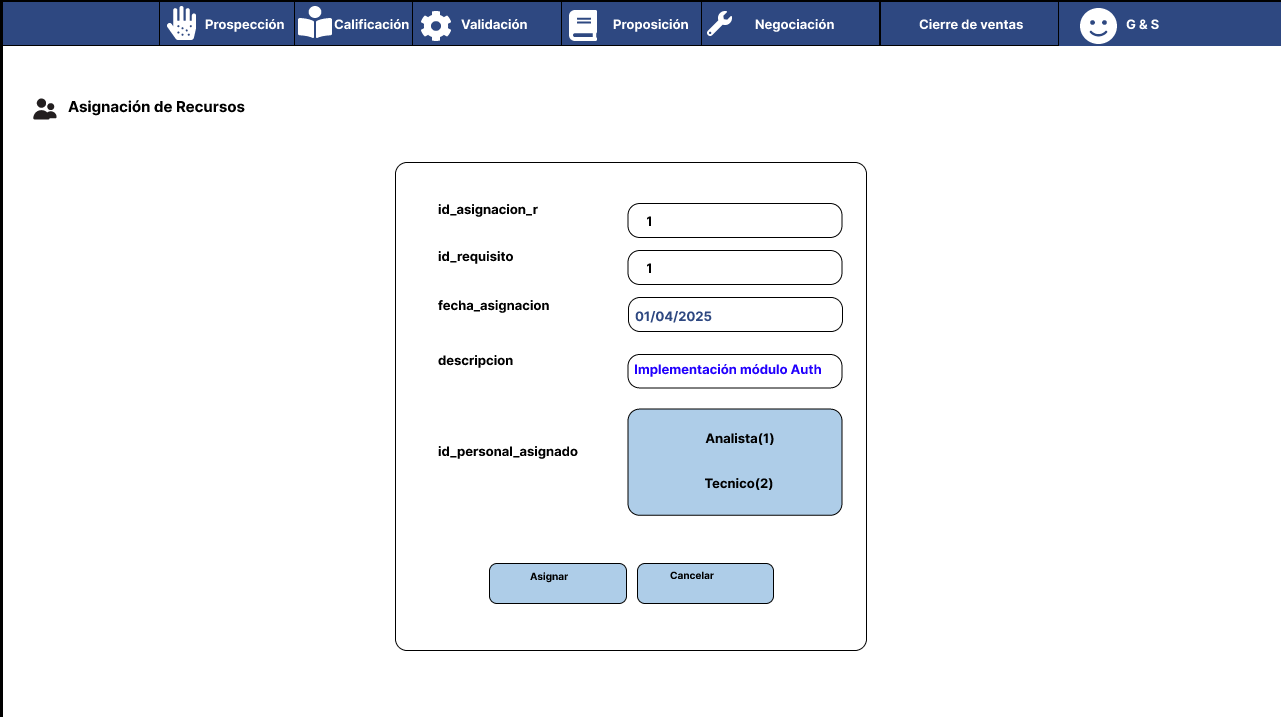 Prospección
Calificación
Validación
Proposición
Negociación
Cierre de ventas
G & S
Asignación de Recursos
id_asignacion_r
1
id_requisito
1
fecha_asignacion
01/04/2025
descripcion
Implementación módulo Auth
id_personal_asignado
Analista(1)
Tecnico(2)
Asignar
Cancelar